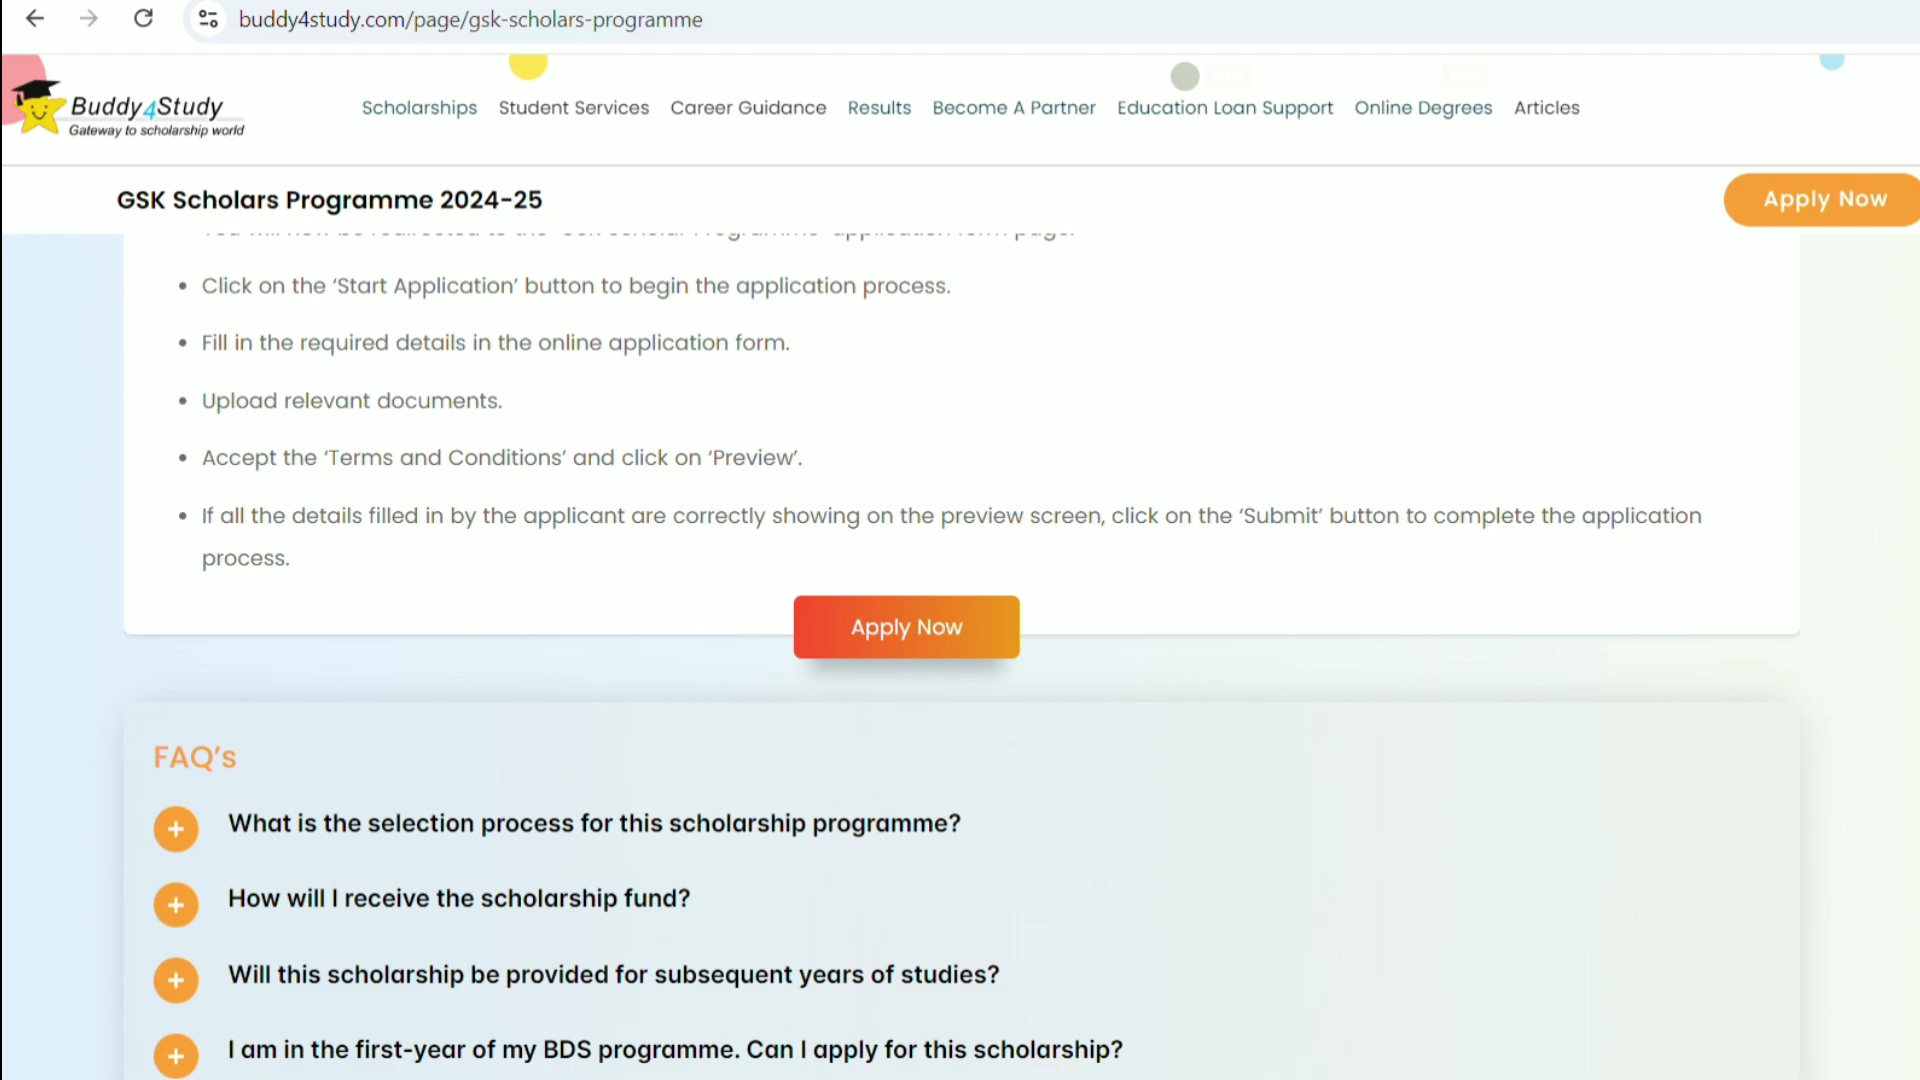 buddy4study.com/page/gsk-scholars-programme
Buddy4Study
Gateway to scholarship world
Scholarships Student Services Career Guidance Results Become A Partner Education Loan Support Online Degrees Articles
GSK Scholars Programme 2024-25
Apply Now
• Click on the ‘Start Application’ button to begin the application process.
• Fill in the required details in the online application form.
• Upload relevant documents.
• Accept the ‘Terms and Conditions’ and click on ‘Preview’.
• If all the details filled in by the applicant are correctly showing on the preview screen, click on the ‘Submit’ button to complete the application
process.
Apply Now
FAQ’s
What is the selection process for this scholarship programme?
How will I receive the scholarship fund?
Will this scholarship be provided for subsequent years of studies?
I am in the first-year of my BDS programme. Can I apply for this scholarship?